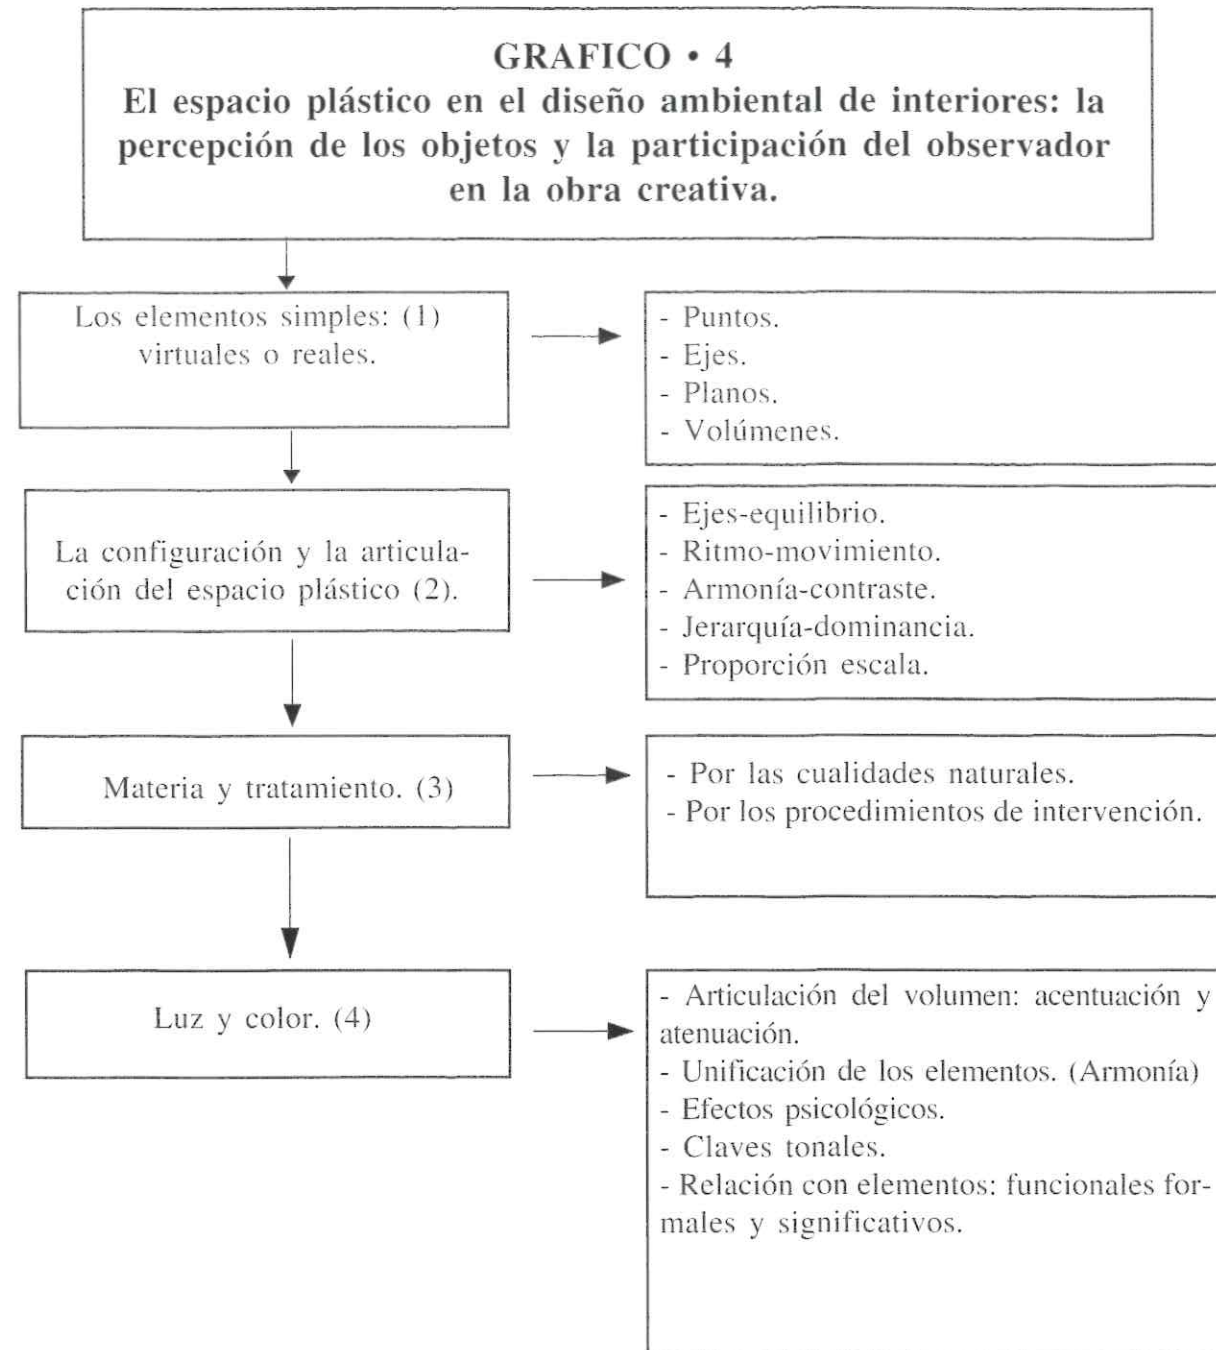 GRAFICO • 4
El espacio plástico en el diseño ambiental de interiores: la
percepción de los objetos y la participación del observador
en la obra creativa.
Los elementos simples: (1)
virtuales o reales.
- Puntos.
- Ejes.
- Planos.
- Volúmenes.
La configuración y la articula-
ción del espacio plástico (2).
- Ejes-equilibrio.
- Ritmo-movimiento.
- Armonía-contraste.
- Jerarquía-dominancia.
- Proporción escala.
Materia y tratamiento. (3)
- Por las cualidades naturales.
- Por los procedimientos de intervención.
Luz y color. (4)
- Articulación del volumen: acentuación y
atenuación.
- Unificación de los elementos. (Armonía)
- Efectos psicológicos.
- Claves tonales.
- Relación con elementos: funcionales for-
males y significativos.